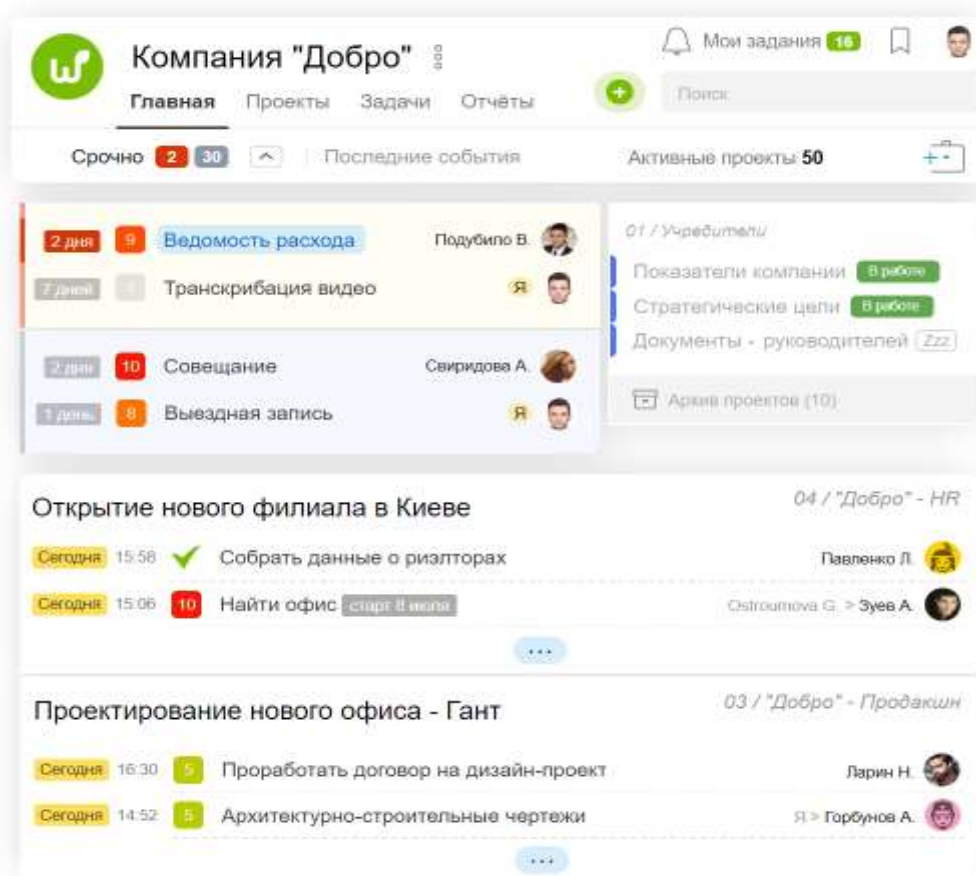 Компания "Добро"
Мои задания 16
Главная Проекты Задачи Отчёты
Поиск
Срочно 2 30 Последние события
Активные проекты 50
2 дня 9 Ведомость расхода Подубило В.
7 дней Транскрибация видео Я
2 дня 10 Совещание Свиридова А.
1 день 8 Выездная запись Я
01 / Учредители
Показатели компании В работе
Стратегические цели В работе
Документы - руководителей Zzz
Архив проектов (10)
Открытие нового филиала в Киеве 04 / "Добро" - HR
Сегодня 15:58 Собрать данные о риэлторах Павленко Л.
Сегодня 15:06 10 Найти офис старт 8 июля Ostroumova G. > Зуев А.
...
Проектирование нового офиса - Гант 03 / "Добро" - Продакшн
Сегодня 16:30 5 Проработать договор на дизайн-проект Ларин Н.
Сегодня 14:52 5 Архитектурно-строительные чертежи Я > Горбунов А.
...